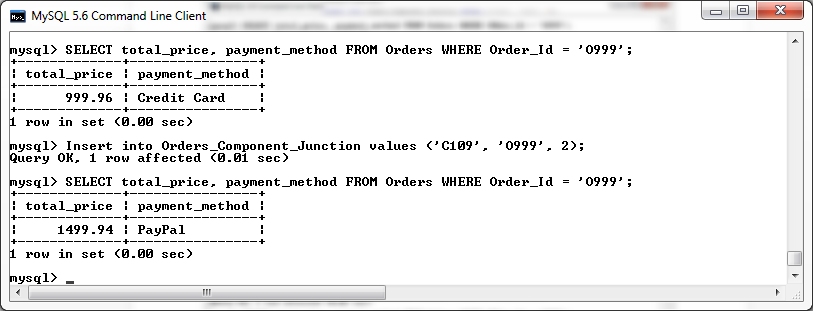 MySQL 5.6 Command Line Client
mysql> SELECT total_price, payment_method FROM Orders WHERE Order_Id = 'O999';
+-------------+----------------+
| total_price | payment_method |
+-------------+----------------+
|      999.96 | Credit Card    |
+-------------+----------------+
1 row in set (0.00 sec)
mysql> Insert into Orders_Component_Junction values ('C109', 'O999', 2);
Query OK, 1 row affected (0.01 sec)
mysql> SELECT total_price, payment_method FROM Orders WHERE Order_Id = 'O999';
+-------------+----------------+
| total_price | payment_method |
+-------------+----------------+
|     1499.94 | PayPal         |
+-------------+----------------+
1 row in set (0.00 sec)
mysql> _